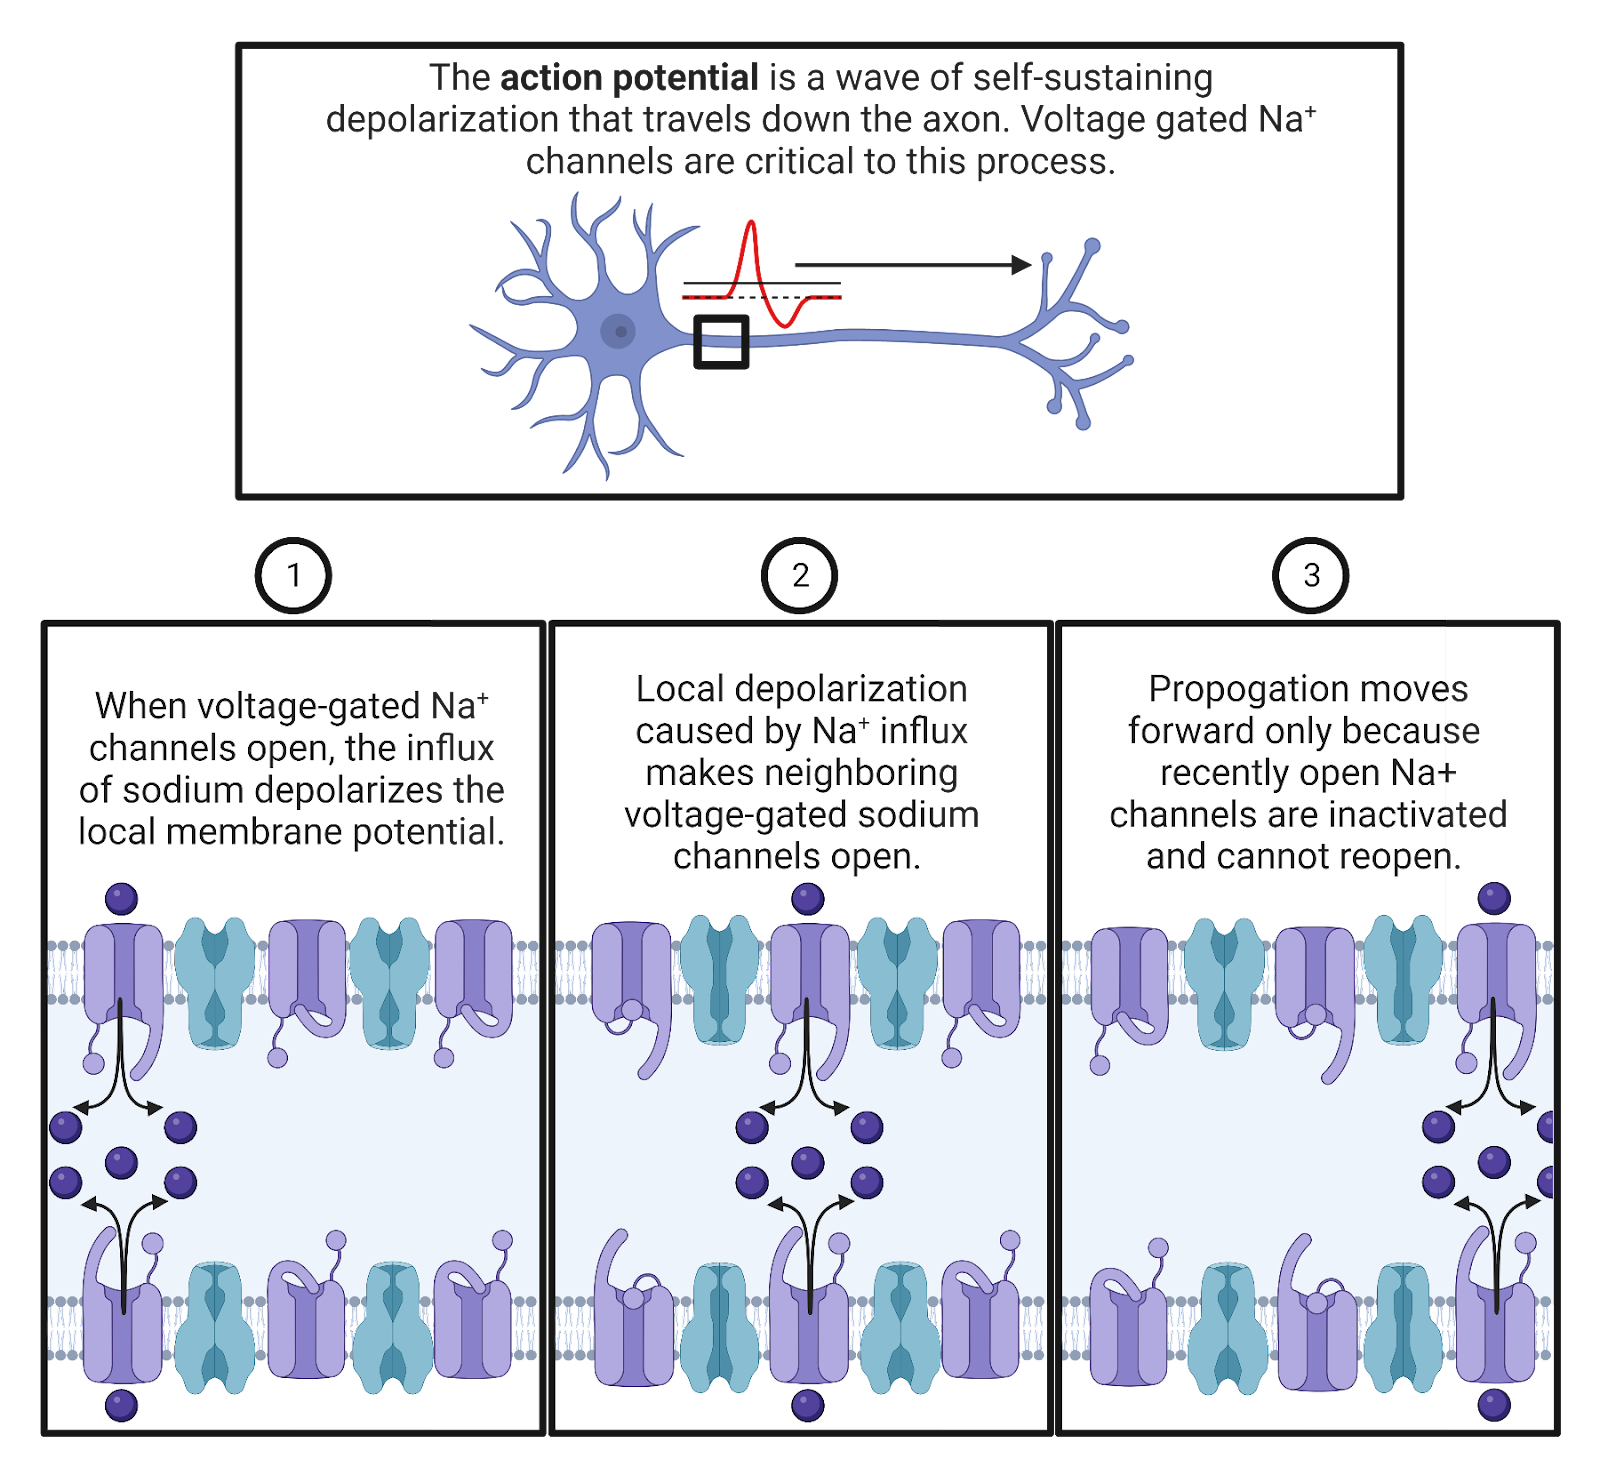 The action potential is a wave of self-sustaining
depolarization that travels down the axon. Voltage gated Na⁺
channels are critical to this process.
1
2
3
When voltage-gated Na⁺
channels open, the influx
of sodium depolarizes the
local membrane potential.
Local depolarization
caused by Na⁺ influx
makes neighboring
voltage-gated sodium
channels open.
Propogation moves
forward only because
recently open Na+
channels are inactivated
and cannot reopen.